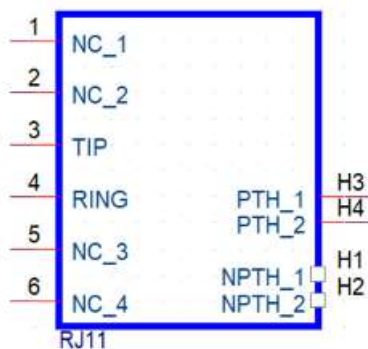 1 NC_1
2 NC_2
3 TIP
4 RING PTH_1 H3
PTH_2 H4
5 NC_3
NPTH_1 H1
6 NC_4 NPTH_2 H2
RJ11